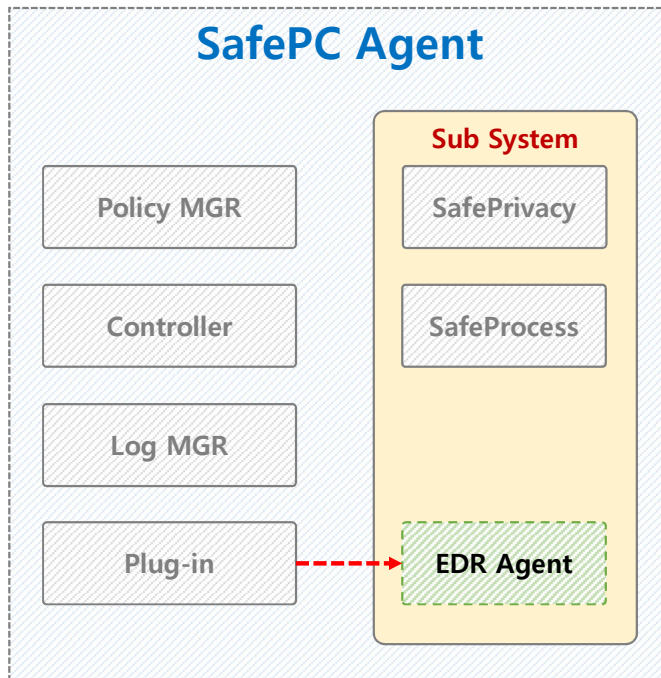 SafePC Agent
Sub System
Policy MGR
SafePrivacy
Controller
SafeProcess
Log MGR
Plug-in
EDR Agent